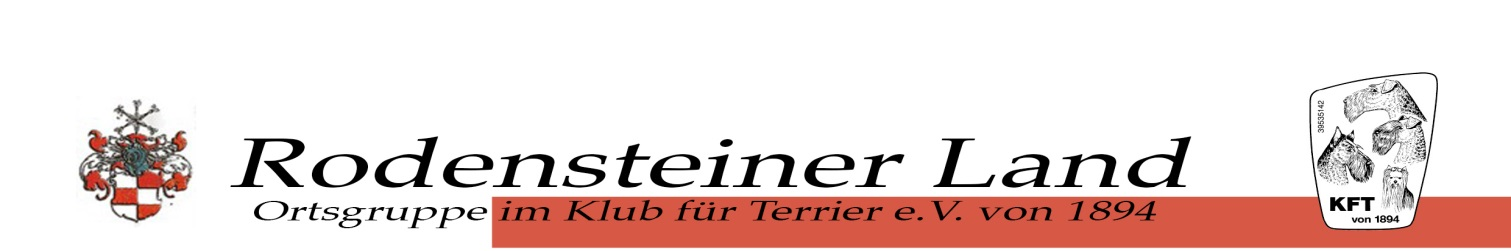 Rodensteiner Land
Ortsgruppe im Klub für Terrier e.V. von 1894
39535142
KFT
von 1894